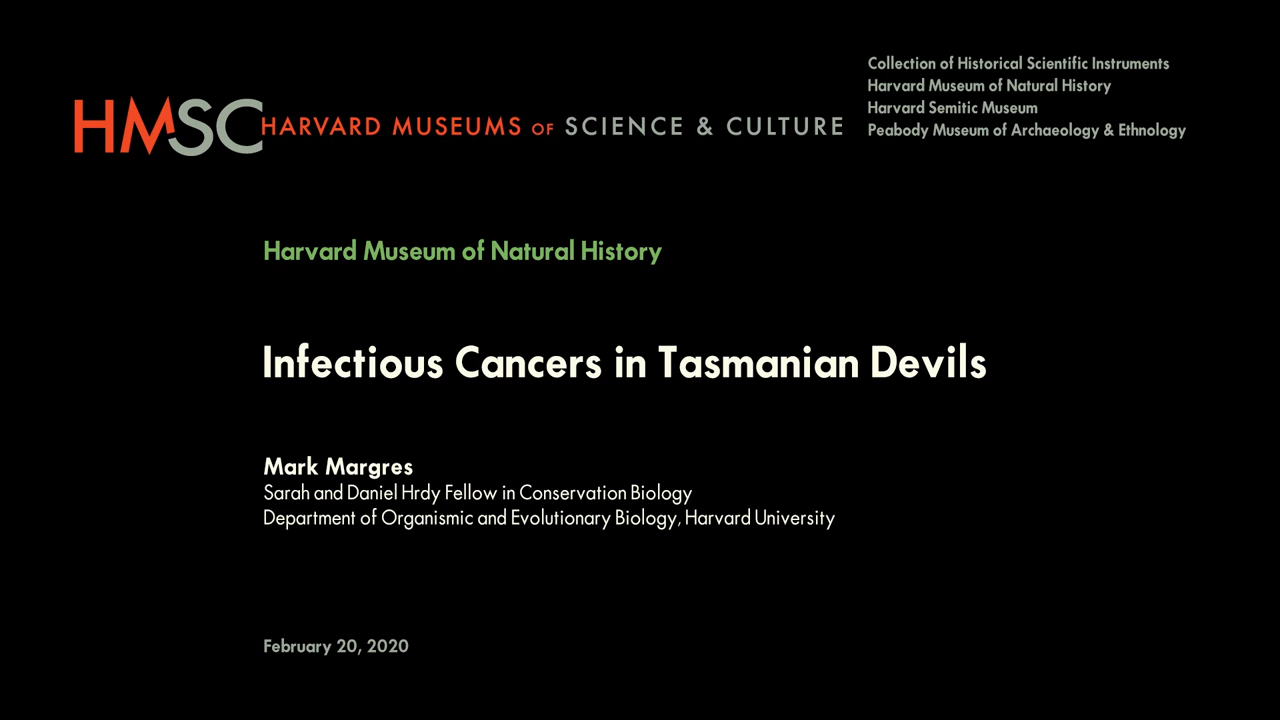 HMSC HARVARD MUSEUMS OF SCIENCE & CULTURE
Collection of Historical Scientific Instruments
Harvard Museum of Natural History
Harvard Semitic Museum
Peabody Museum of Archaeology & Ethnology
Harvard Museum of Natural History
Infectious Cancers in Tasmanian Devils
Mark Margres
Sarah and Daniel Hrdy Fellow in Conservation Biology
Department of Organismic and Evolutionary Biology, Harvard University
February 20, 2020